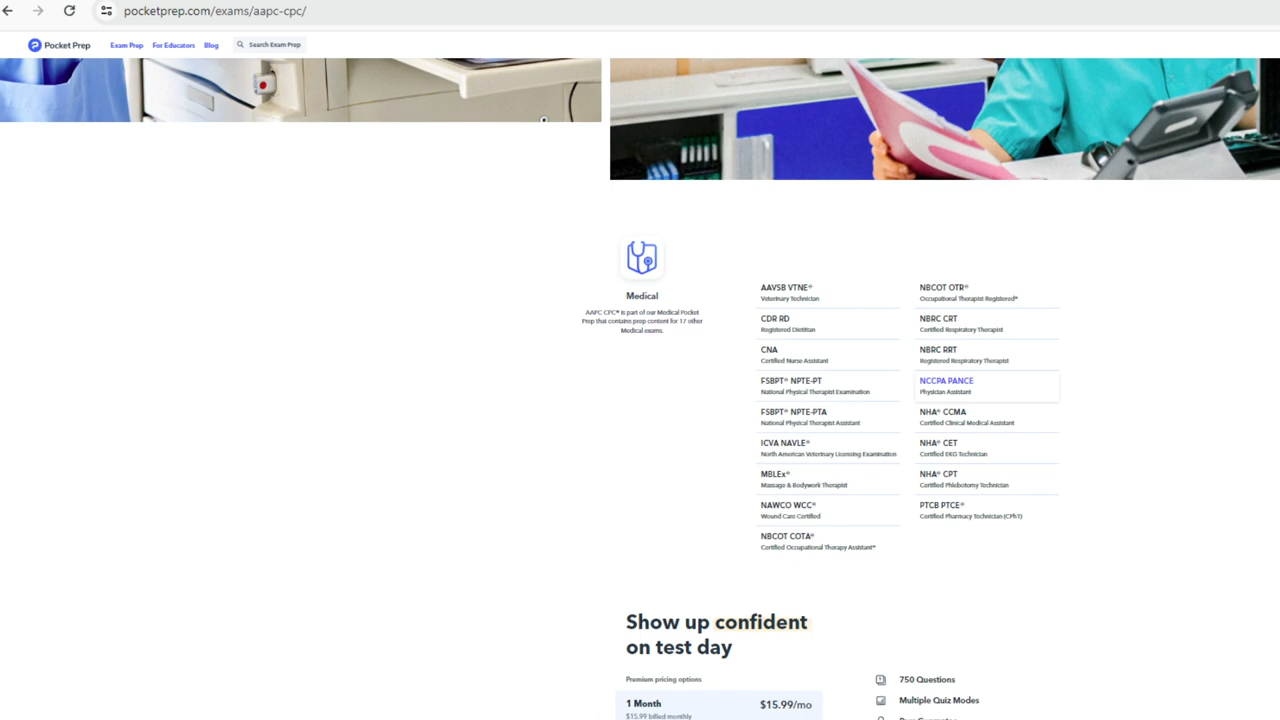 pocketprep.com/exams/aapc-cpc/
Pocket Prep
Exam Prep
For Educators
Blog
Search Exam Prep
Medical
AAPC CPC® is part of our Medical Pocket
Prep that contains prep content for 17 other
Medical exams.
AAVSB VTNE®
Veterinary Technician
CDR RD
Registered Dietitian
CNA
Certified Nurse Assistant
FSBPT® NPTE-PT
National Physical Therapist Examination
FSBPT® NPTE-PTA
National Physical Therapist Assistant
ICVA NAVLE®
North American Veterinary Licensing Examination
MBLEx®
Massage & Bodywork Therapist
NAWCO WCC®
Wound Care Certified
NBCOT COTA®
Certified Occupational Therapy Assistant®
NBCOT OTR®
Occupational Therapist Registered®
NBRC CRT
Certified Respiratory Therapist
NBRC RRT
Registered Respiratory Therapist
NCCPA PANCE
Physician Assistant
NHA® CCMA
Certified Clinical Medical Assistant
NHA® CET
Certified EKG Technician
NHA® CPT
Certified Phlebotomy Technician
PTCB PTCE®
Certified Pharmacy Technician (CPhT)
Show up confident
on test day
Premium pricing options
1 Month
$15.99/mo
$15.99 billed monthly
750 Questions
Multiple Quiz Modes